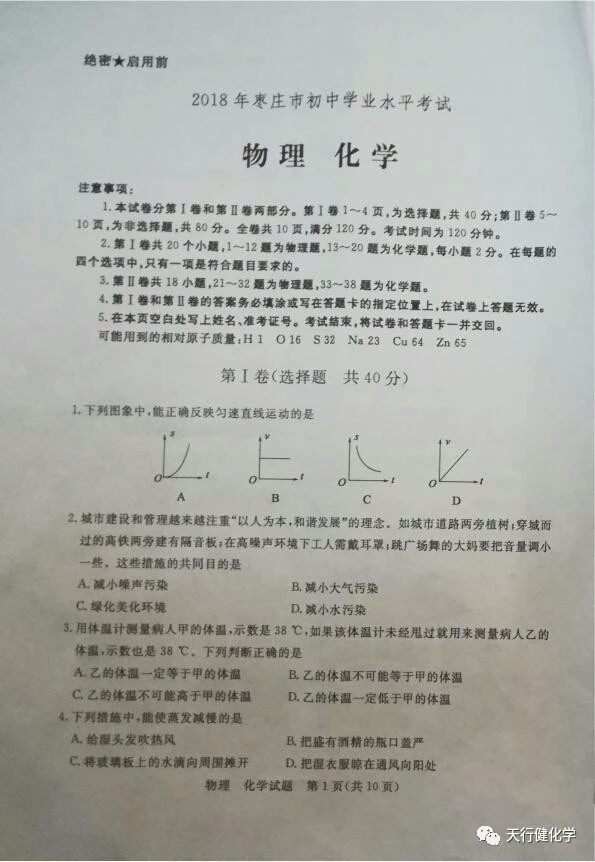 绝密★启用前
2018年枣庄市初中学业水平考试
物理 化学
注意事项:
1.本试卷分第Ⅰ卷和第Ⅱ卷两部分。第Ⅰ卷1~4页,为选择题,共40分;第Ⅱ卷5~
10页,为非选择题,共80分。全卷共10页,满分120分。考试时间为120分钟。
2.第Ⅰ卷共20个小题,1~12题为物理题,13~20题为化学题,每小题2分。在每题的
四个选项中,只有一项是符合题目要求的。
3.第Ⅱ卷共18小题,21~32题为物理题,33~38题为化学题。
4.第Ⅰ卷和第Ⅱ卷的答案务必填涂或写在答题卡的指定位置上,在试卷上答题无效。
5.在本页空白处写上姓名、准考证号。考试结束,将试卷和答题卡一并交回。
可能用到的相对原子质量:H 1 O 16 S 32 Na 23 Cu 64 Zn 65
第Ⅰ卷(选择题 共40分)
1.下列图象中,能正确反映匀速直线运动的是
s v s v
O t O t O t O t
A B C D
2.城市建设和管理越来越注重“以人为本,和谐发展”的理念。如城市道路两旁植树;穿城而
过的高铁两旁建有隔音板;在高噪声环境下工人需戴耳罩;跳广场舞的大妈要把音量调小
一些,这些措施的共同目的是
A.减小噪声污染 B.减小大气污染
C.绿化美化环境 D.减小水污染
3.用体温计测量病人甲的体温,示数是38 ℃,如果该体温计未经甩过就用来测量病人乙的
体温,示数也是38 ℃。下列判断正确的是
A.乙的体温一定等于甲的体温 B.乙的体温不可能等于甲的体温
C.乙的体温不可能高于甲的体温 D.乙的体温一定低于甲的体温
4.下列措施中,能使蒸发减慢的是
A.给湿头发吹热风 B.把盛有酒精的瓶口盖严
C.将玻璃板上的水滴向周围摊开 D.把湿衣服晾在通风向阳处
物理 化学试题 第1页(共10页)
天行健化学